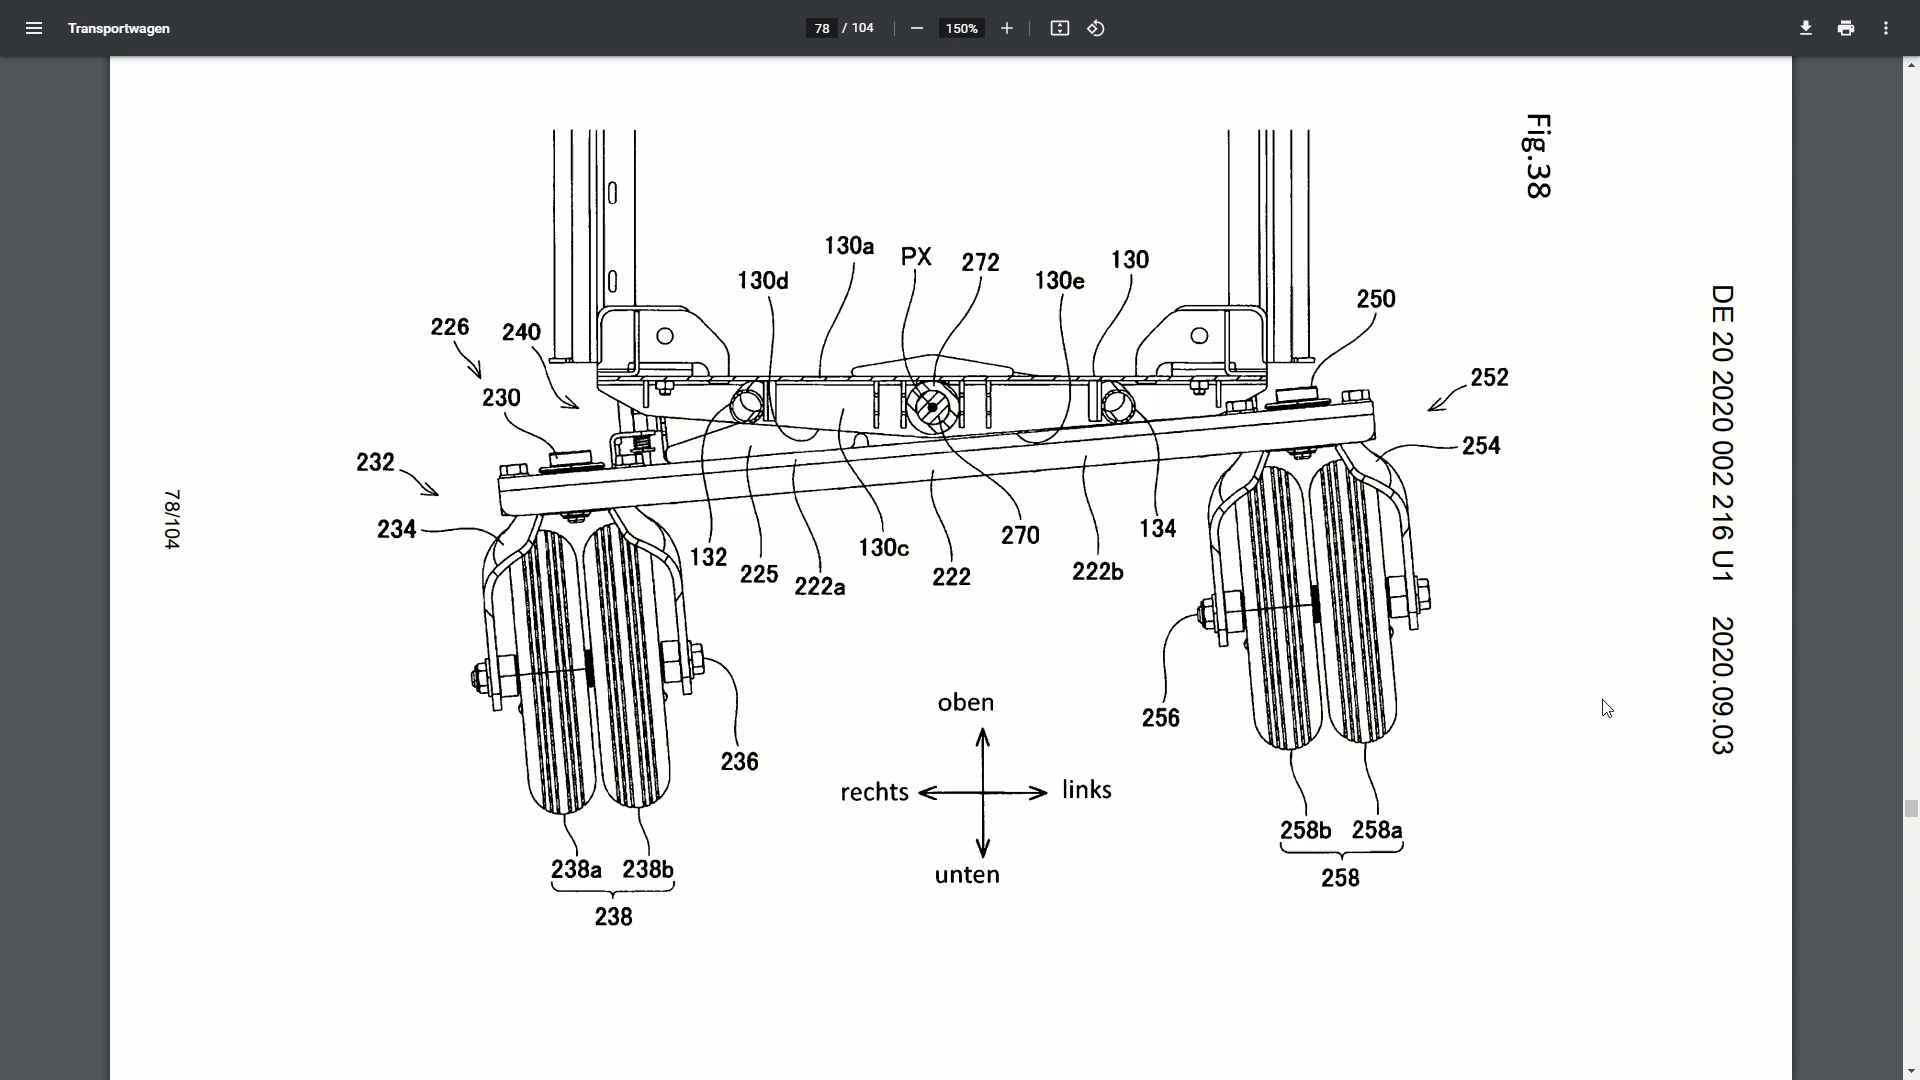 Transportwagen
78 / 104
150%
Fig.38
DE 20 2020 002 216 U1 2020.09.03
78/104
130a
PX
272
130d
130e
130
250
226
240
230
252
254
232
234
132
225
222a
130c
222
270
222b
134
256
236
oben
rechts
links
unten
238a 238b
238
258b 258a
258